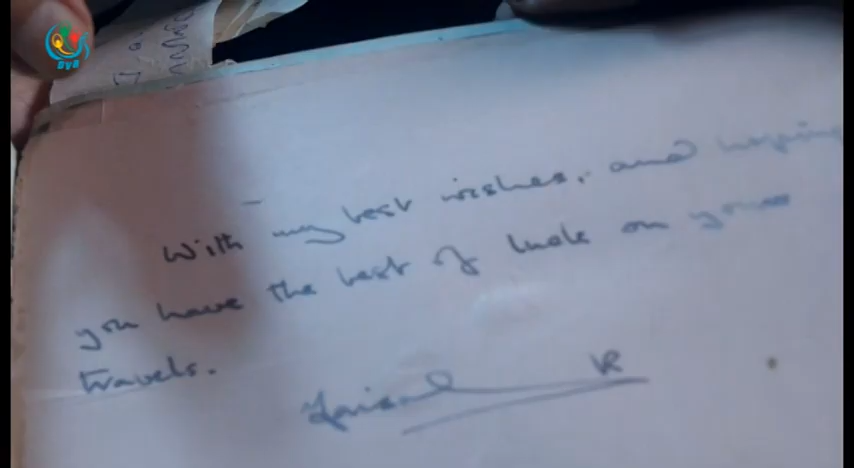 With my best wishes, and hoping
you have the best of luck on your
travels.